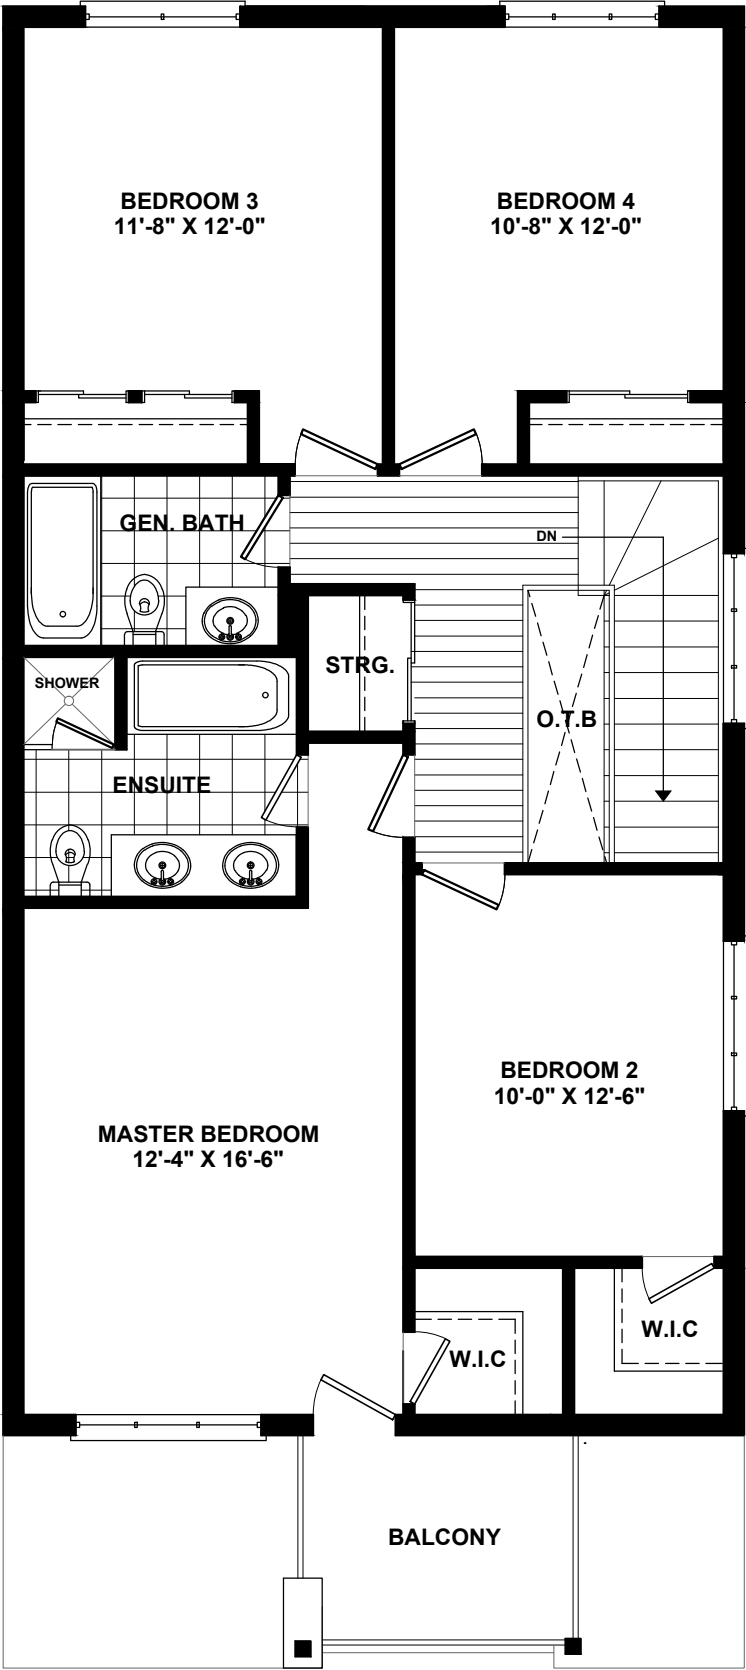 BEDROOM 3
11'-8" X 12'-0"
BEDROOM 4
10'-8" X 12'-0"
GEN. BATH
DN
STRG.
SHOWER
O.T.B
ENSUITE
BEDROOM 2
10'-0" X 12'-6"
MASTER BEDROOM
12'-4" X 16'-6"
W.I.C
W.I.C
BALCONY